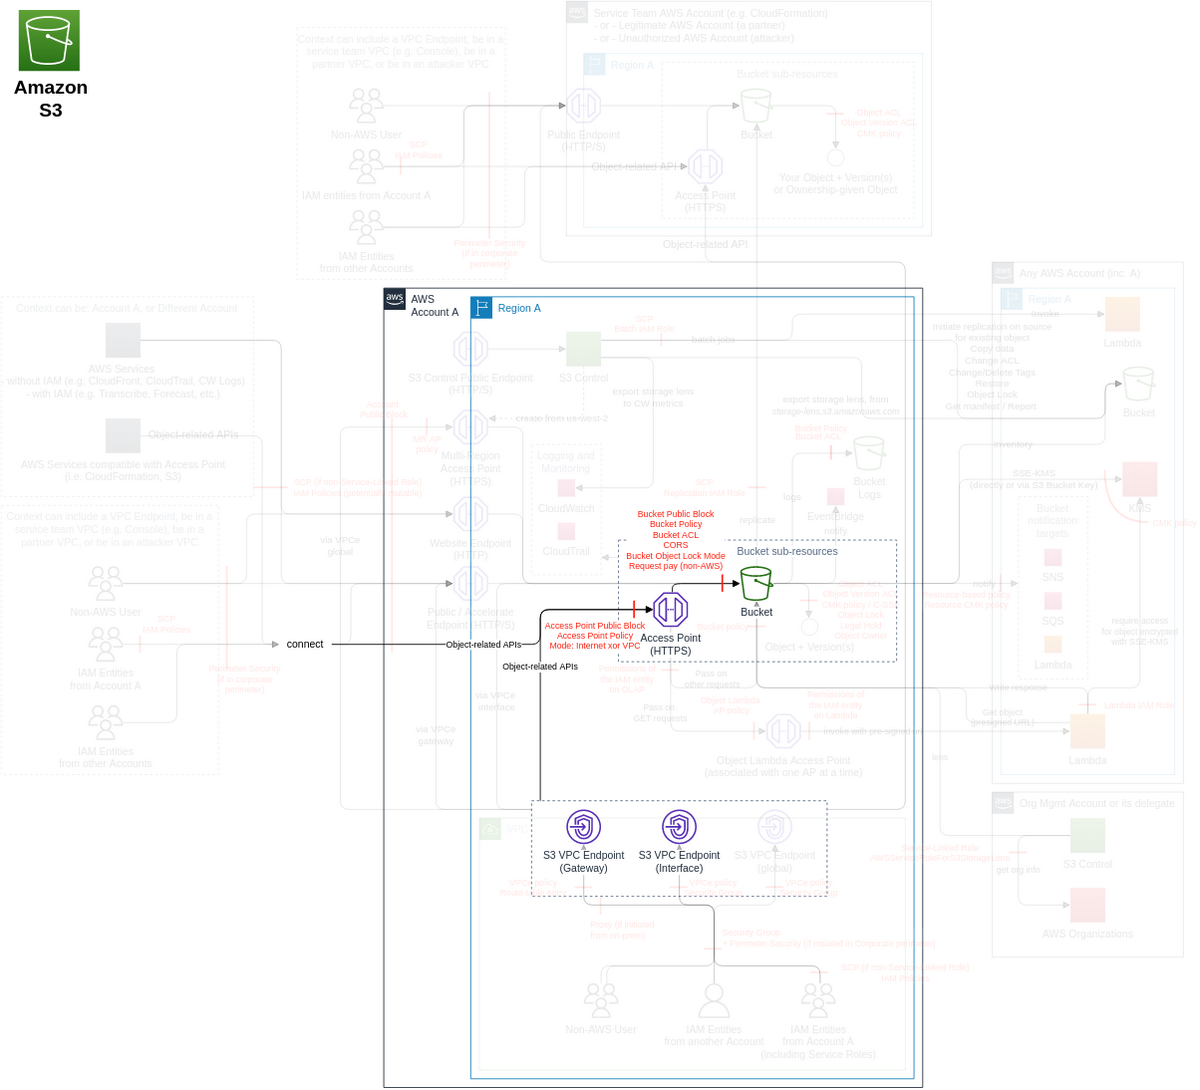 Amazon
S3
Service Team AWS Account (e.g. CloudFormation)
- or - Legitimate AWS Account (a partner)
- or - Unauthorized AWS Account (attacker)
Context can include a VPC Endpoint, be in a
service team VPC (e.g. Console), be in a
partner VPC, or be in an attacker VPC
Region A
Bucket sub-resources
Non-AWS User
Public Endpoint
(HTTP/S)
Bucket
Object ACL
Object Version ACL
CMK policy
SCP
IAM Policies
Object-related API
Your Object + Version(s)
or Ownership-given Object
IAM entities from Account A
Access Point
(HTTPS)
Perimeter Security
(if in corporate
perimeter)
IAM Entities
from other Accounts
Object-related API
AWS
Account A
Region A
Any AWS Account (inc. A)
Region A
Context can be: Account A, or Different Account
AWS Services
- without IAM (e.g. CloudFront, CloudTrail, CW Logs)
- with IAM (e.g. Transcribe, Forecast, etc.)
Object-related APIs
AWS Services compatible with Access Point
(i.e. CloudFormation, S3)
SCP
Batch IAM Role
batch jobs
S3 Control Public Endpoint
(HTTP/S)
S3 Control
export storage lens
to CW metrics
invoke
Lambda
Initiate replication on source
for existing object
Copy data
Change ACL
Change/Delete Tags
Restore
Object Lock
Get manifest / Report
Bucket
export storage lens, from
storage-lens.s3.amazonaws.com
Account
Public Block
create from us-west-2
MR AP
policy
Multi-Region
Access Point
(HTTPS)
Logging and
Monitoring
CloudWatch
CloudTrail
Bucket Policy
Bucket ACL
Bucket
Logs
inventory
SSE-KMS
(directly or via S3 Bucket Key)
KMS
CMK policy
SCP (if non-Service-Linked Role)
SCP
Replication IAM Role
logs
EventBridge
notify
replicate
Bucket
notification
targets
SNS
SQS
Lambda
Context can include a VPC Endpoint, be in a
service team VPC (e.g. Console), be in a
partner VPC, or be in an attacker VPC
via VPCe
global
Website Endpoint
(HTTP)
Bucket Public Block
Bucket Policy
Bucket ACL
CORS
Bucket Object Lock Mode
Request pay (non-AWS)
Bucket sub-resources
Bucket
Non-AWS User
SCP
IAM Policies
IAM Entities
from Account A
Perimeter Security
(if in corporate
perimeter)
IAM Entities
from other Accounts
connect
Public / Accelerate
Endpoint (HTTP/S)
Object-related APIs
Access Point Public Block
Access Point Policy
Mode: Internet xor VPC
Access Point
(HTTPS)
Object-related APIs
Bucket policy
Object ACL
Object Version ACL
Object Lock
Legal Hold
Object Owner
Object + Version(s)
notify
Resource-based policy
Resource CMK policy
require access
for object encrypted
with SSE-KMS
Permissions of
the IAM entity
on OLAP
Pass on
other requests
via VPCe
interface
Pass on
GET requests
Object Lambda
AP policy
Permissions of
the IAM entity
on Lambda
Write response
Get object
(presigned URL)
Lambda IAM Role
via VPCe
gateway
Object Lambda Access Point
(associated with one AP at a time)
Lambda
lens
Org Mgmt Account or its delegate
S3 Control
Service-Linked Role
get org info
AWS Organizations
S3 VPC Endpoint
(Gateway)
S3 VPC Endpoint
(Interface)
S3 VPC Endpoint
(global)
VPCe policy
VPCe policy
VPCe policy
Proxy (if initiated
from on-prem)
Security Group
+ Perimeter Security (if initiated in Corporate perimeter)
SCP (if non-Service-Linked Role)
IAM Policies
Non-AWS User
IAM Entities
from another Account
IAM Entities
from Account A
(including Service Roles)